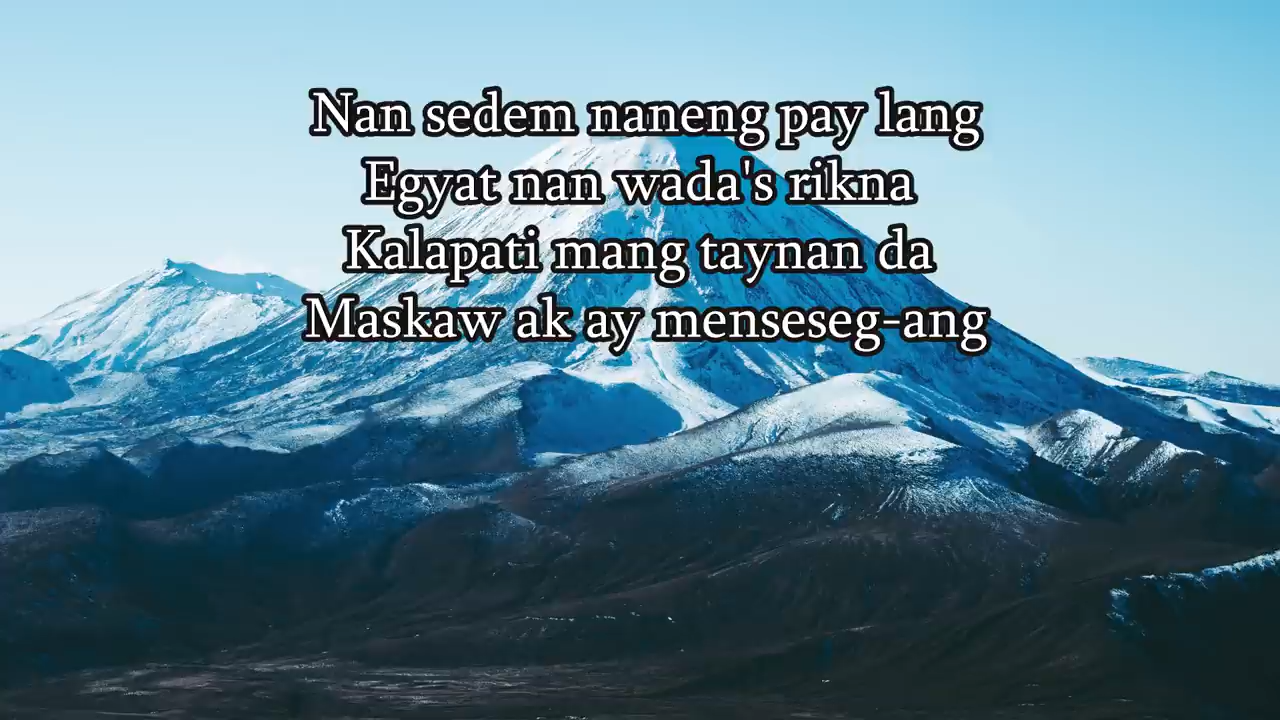 Nan sedem naneng pay lang
Egyat nan wada's rikna
Kalapati mang taynan da
Maskaw ak ay menseseg-ang